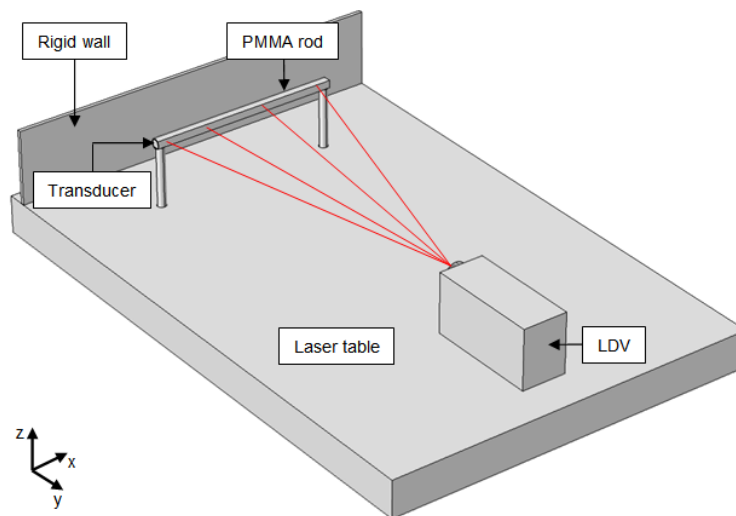 Rigid wall
PMMA rod
Transducer
Laser table
LDV
z
x
y